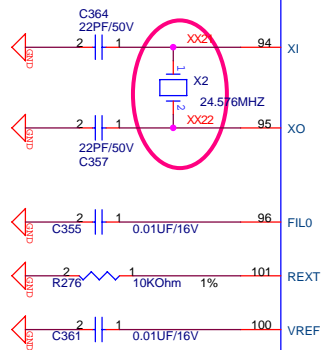 C364
22PF/50V
GND 2 1 XX21 94 XI
1
X2
2
24.576MHZ
GND 2 1 XX22 95 XO
22PF/50V
C357
GND 2 1 96 FIL0
C355 0.01UF/16V
GND 2 1 101 REXT
R276 10KOhm 1%
GND 2 1 100 VREF
C361 0.01UF/16V